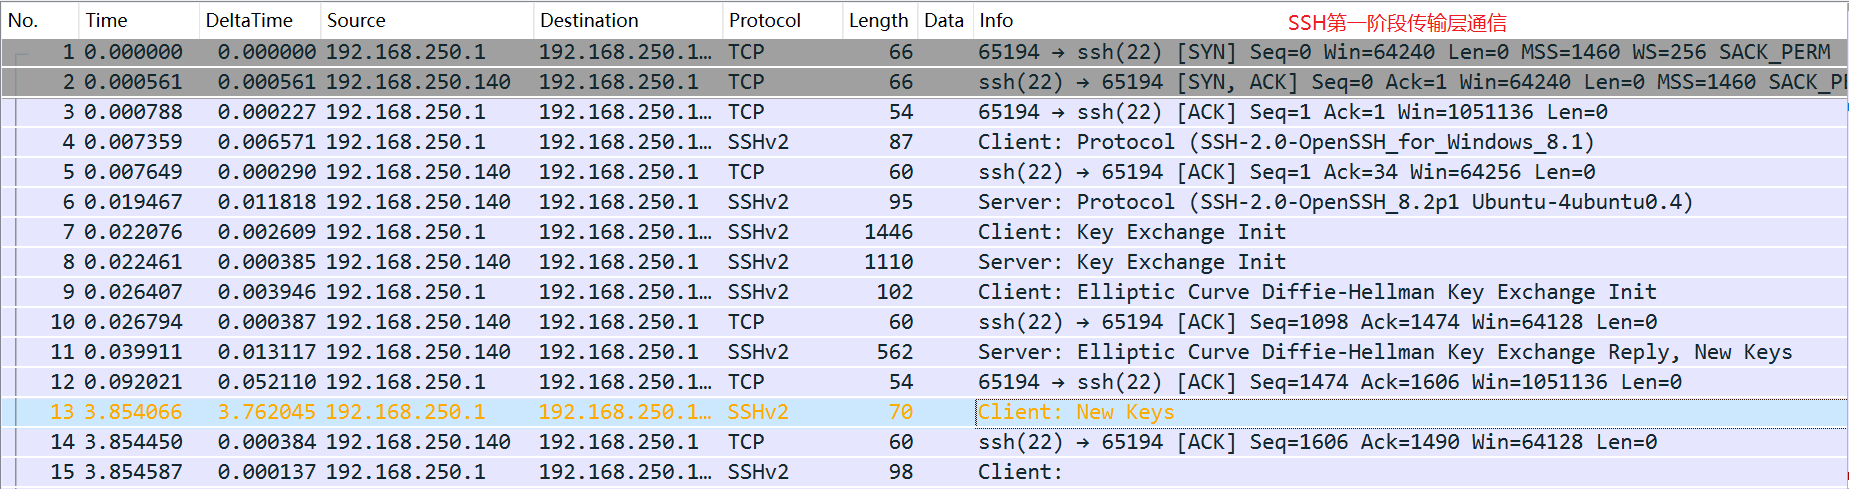 No. Time DeltaTime Source Destination Protocol Length Data Info SSH第一阶段传输层通信
1 0.000000 0.000000 192.168.250.1 192.168.250.1… TCP 66 65194 → ssh(22) [SYN] Seq=0 Win=64240 Len=0 MSS=1460 WS=256 SACK_PERM
2 0.000561 0.000561 192.168.250.140 192.168.250.1 TCP 66 ssh(22) → 65194 [SYN, ACK] Seq=0 Ack=1 Win=64240 Len=0 MSS=1460 SACK_PE
3 0.000788 0.000227 192.168.250.1 192.168.250.1… TCP 54 65194 → ssh(22) [ACK] Seq=1 Ack=1 Win=1051136 Len=0
4 0.007359 0.006571 192.168.250.1 192.168.250.1… SSHv2 87 Client: Protocol (SSH-2.0-OpenSSH_for_Windows_8.1)
5 0.007649 0.000290 192.168.250.140 192.168.250.1 TCP 60 ssh(22) → 65194 [ACK] Seq=1 Ack=34 Win=64256 Len=0
6 0.019467 0.011818 192.168.250.140 192.168.250.1 SSHv2 95 Server: Protocol (SSH-2.0-OpenSSH_8.2p1 Ubuntu-4ubuntu0.4)
7 0.022076 0.002609 192.168.250.1 192.168.250.1… SSHv2 1446 Client: Key Exchange Init
8 0.022461 0.000385 192.168.250.140 192.168.250.1 SSHv2 1110 Server: Key Exchange Init
9 0.026407 0.003946 192.168.250.1 192.168.250.1… SSHv2 102 Client: Elliptic Curve Diffie-Hellman Key Exchange Init
10 0.026794 0.000387 192.168.250.140 192.168.250.1 TCP 60 ssh(22) → 65194 [ACK] Seq=1098 Ack=1474 Win=64128 Len=0
11 0.039911 0.013117 192.168.250.140 192.168.250.1 SSHv2 562 Server: Elliptic Curve Diffie-Hellman Key Exchange Reply, New Keys
12 0.092021 0.052110 192.168.250.1 192.168.250.1… TCP 54 65194 → ssh(22) [ACK] Seq=1474 Ack=1606 Win=1051136 Len=0
13 3.854066 3.762045 192.168.250.1 192.168.250.1… SSHv2 70 Client: New Keys
14 3.854450 0.000384 192.168.250.140 192.168.250.1 TCP 60 ssh(22) → 65194 [ACK] Seq=1606 Ack=1490 Win=64128 Len=0
15 3.854587 0.000137 192.168.250.1 192.168.250.1… SSHv2 98 Client: